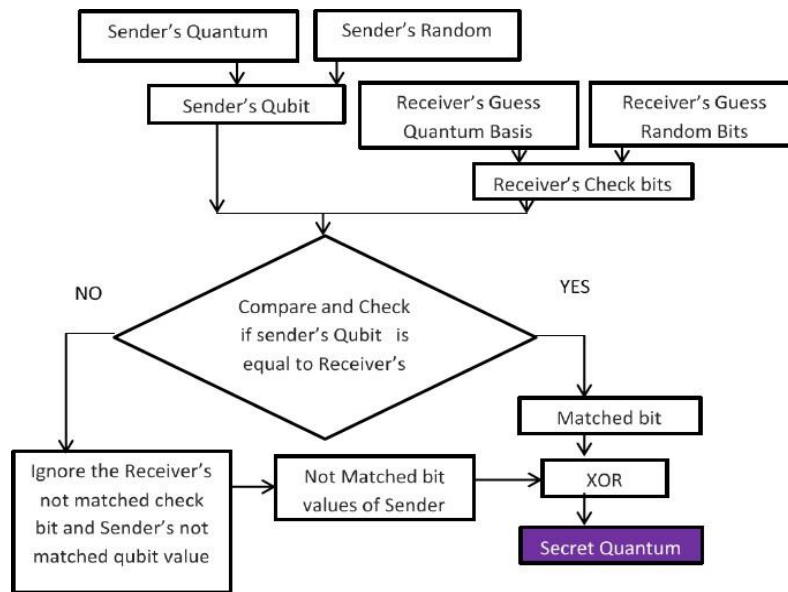 Sender's Quantum
Sender's Random
Sender's Qubit
Receiver's Guess
Quantum Basis
Receiver's Guess
Random Bits
Receiver's Check bits
NO
YES
Compare and Check
if sender's Qubit is
equal to Receiver's
Matched bit
Ignore the Receiver's
not matched check
bit and Sender's not
matched qubit value
Not Matched bit
values of Sender
XOR
Secret Quantum